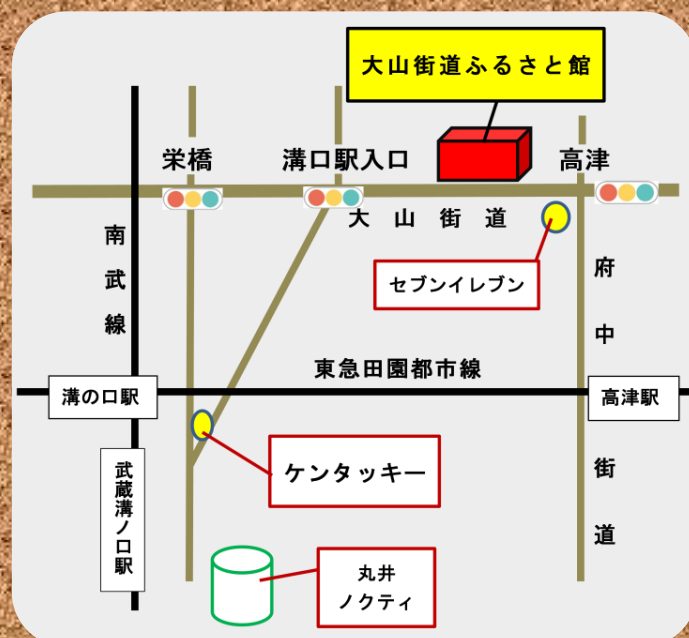 大山街道ふるさと館
栄橋
溝口駅入口
高津
大山街道
南武線
セブンイレブン
府中街道
東急田園都市線
溝の口駅
高津駅
ケンタッキー
武蔵溝ノ口駅
丸井
ノクティ